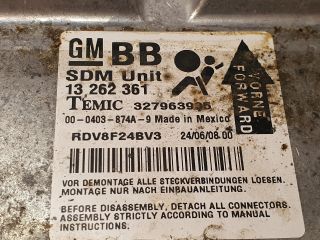 GM BB
SDM Unit
13,262 361
TEMIC 327963935
00-0403-874A-9 Made in Mexico
RDV8F24BV3 24/06/08.00
VORNE
FORWARD
VOR DEMONTAGE ALLE STECKVERBINDUNGEN LOESEN.
MONTAGE NUR NACH EINBAUANLEITUNG.
BEFORE DISASSEMBLY, DETACH ALL CONNECTORS.
ASSEMBLY STRICTLY ACCORDING TO MANUAL
INSTRUCTIONS.